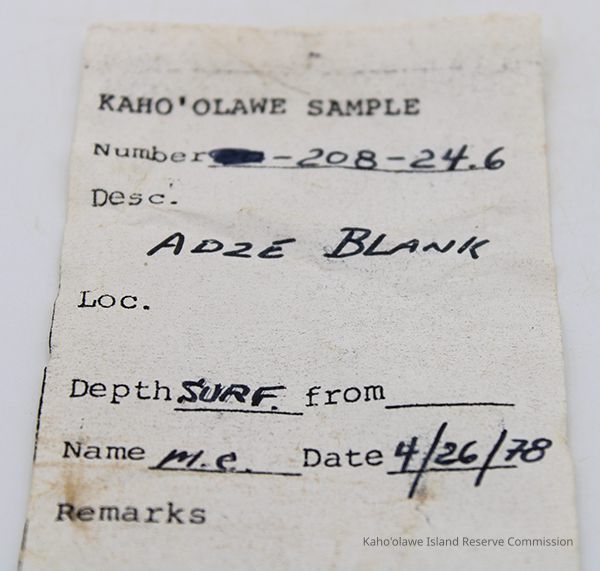 KAHO'OLAWE SAMPLE
Number -208-24.6
Desc.
ADZE BLANK
Loc.
Depth SURF. from
Name M.C. Date 4/26/78
Remarks
Kaho'olawe Island Reserve Commission